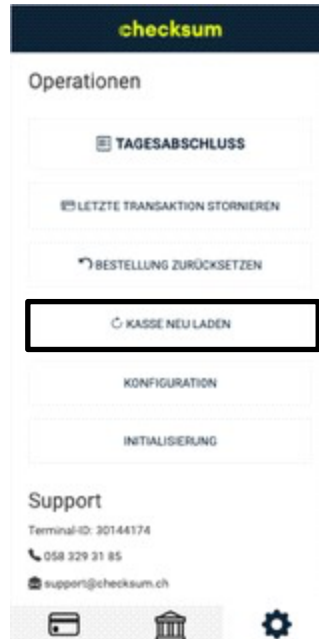 checksum
Operationen
TAGESABSCHLUSS
LETZTE TRANSAKTION STORNIEREN
BESTELLUNG ZURÜCKSETZEN
KASSE NEU LADEN
KONFIGURATION
INITIALISIERUNG
Support
Terminal-ID: 30144174
058 329 31 85
support@checksum.ch